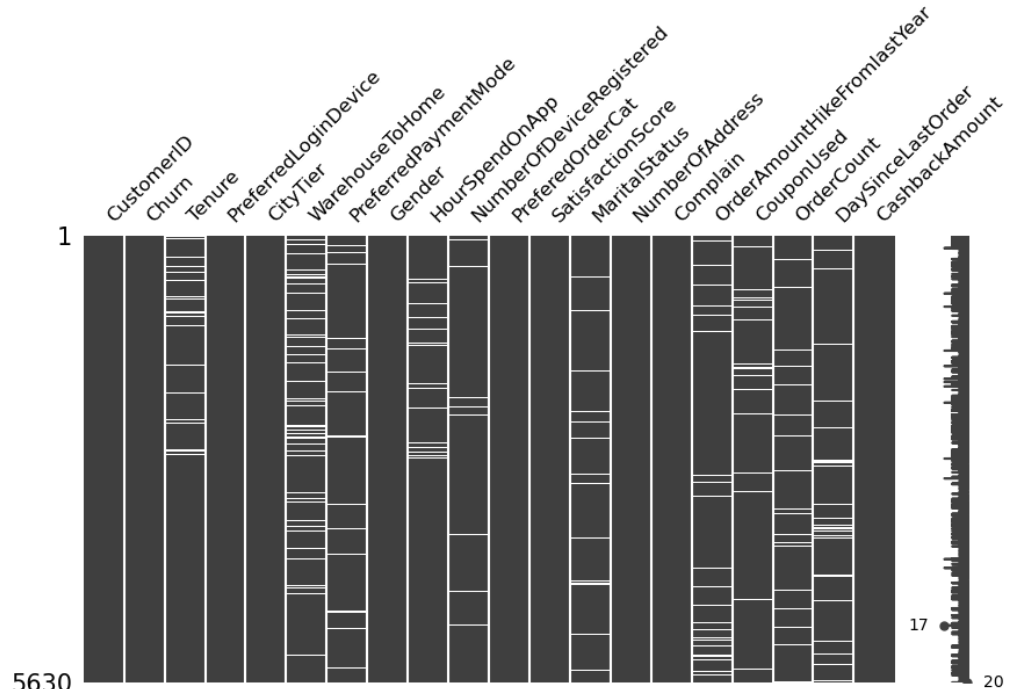 CustomerID
Churn
Tenure
PreferredLoginDevice
CityTier
WarehouseToHome
PreferredPaymentMode
Gender
HourSpendOnApp
NumberOfDeviceRegistered
PreferedOrderCat
SatisfactionScore
MaritalStatus
NumberOfAddress
Complain
OrderAmountHikeFromlastYear
CouponUsed
OrderCount
DaySinceLastOrder
CashbackAmount
1
17
5630
20